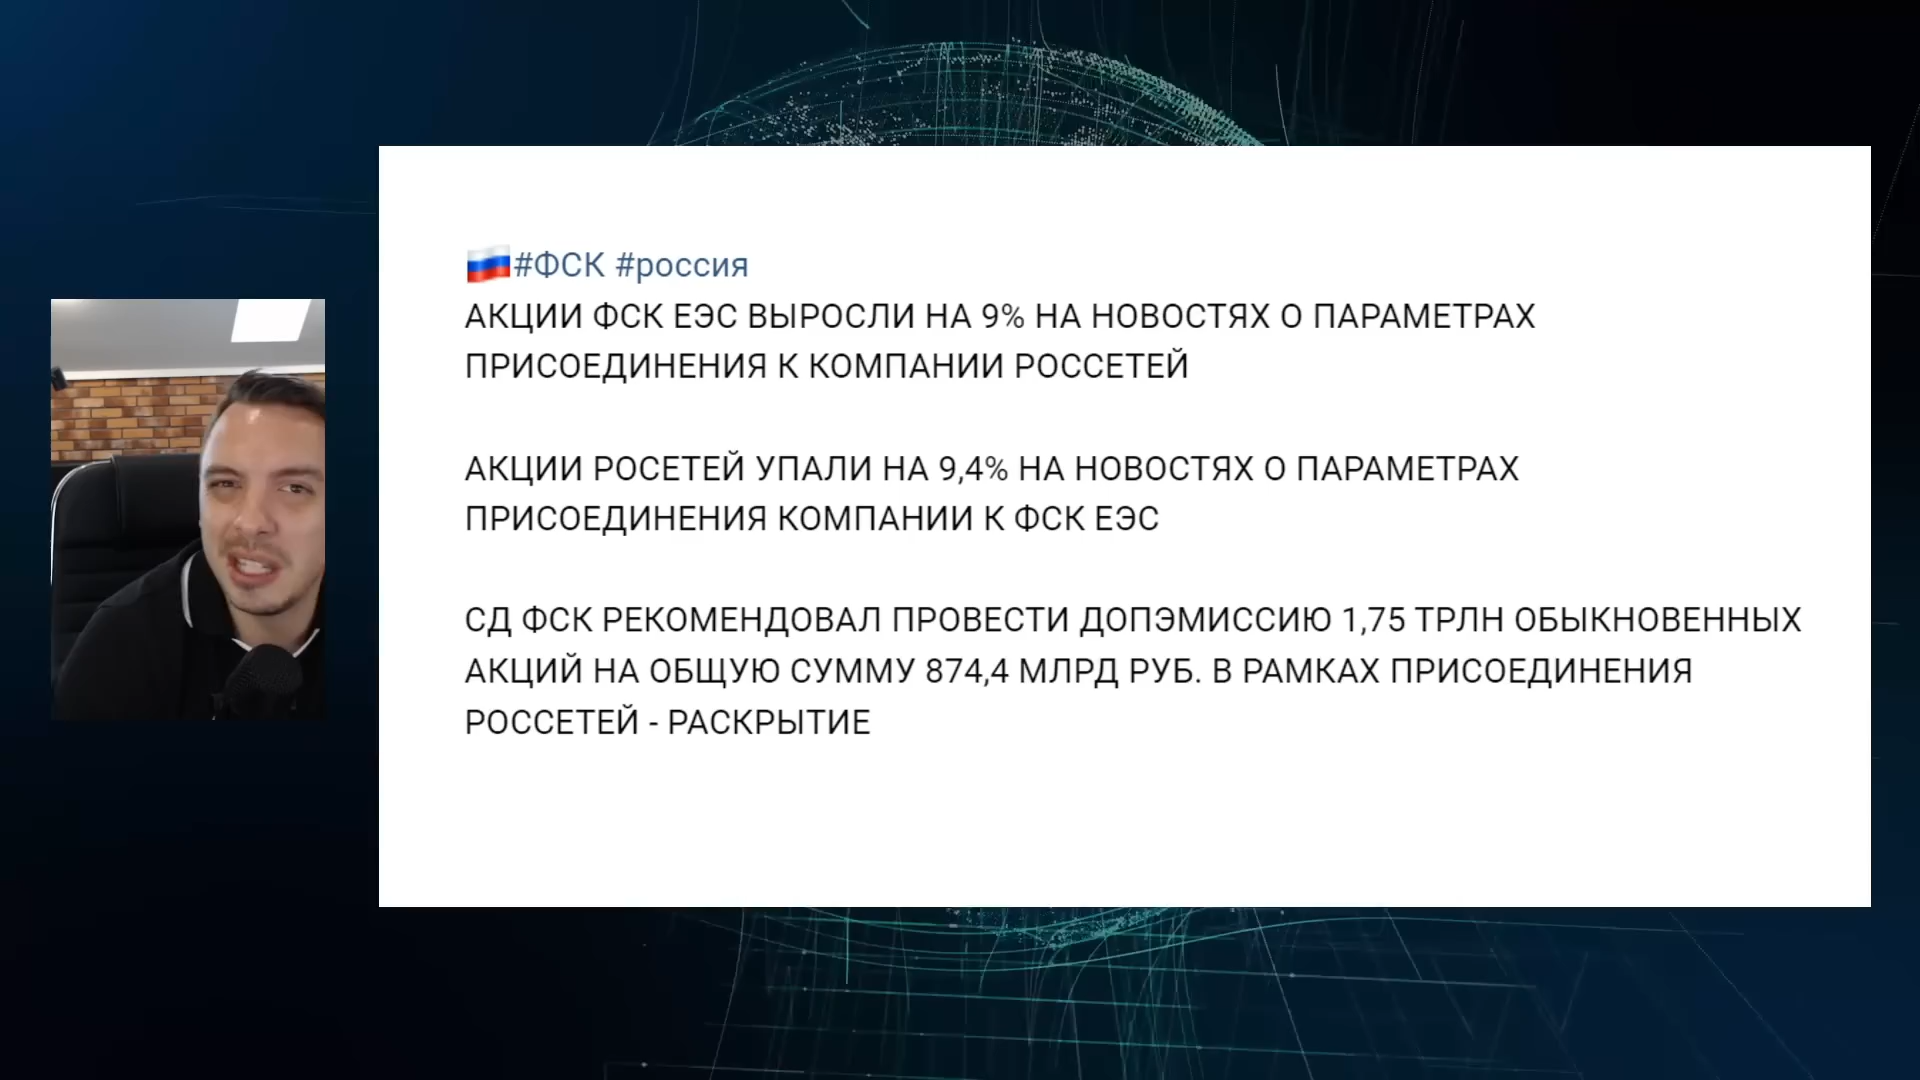 🇷🇺#ФСК #россия
АКЦИИ ФСК ЕЭС ВЫРОСЛИ НА 9% НА НОВОСТЯХ О ПАРАМЕТРАХ
ПРИСОЕДИНЕНИЯ К КОМПАНИИ РОССЕТЕЙ
АКЦИИ РОСЕТЕЙ УПАЛИ НА 9,4% НА НОВОСТЯХ О ПАРАМЕТРАХ
ПРИСОЕДИНЕНИЯ КОМПАНИИ К ФСК ЕЭС
СД ФСК РЕКОМЕНДОВАЛ ПРОВЕСТИ ДОПЭМИССИЮ 1,75 ТРЛН ОБЫКНОВЕННЫХ
АКЦИЙ НА ОБЩУЮ СУММУ 874,4 МЛРД РУБ. В РАМКАХ ПРИСОЕДИНЕНИЯ
РОССЕТЕЙ - РАСКРЫТИЕ